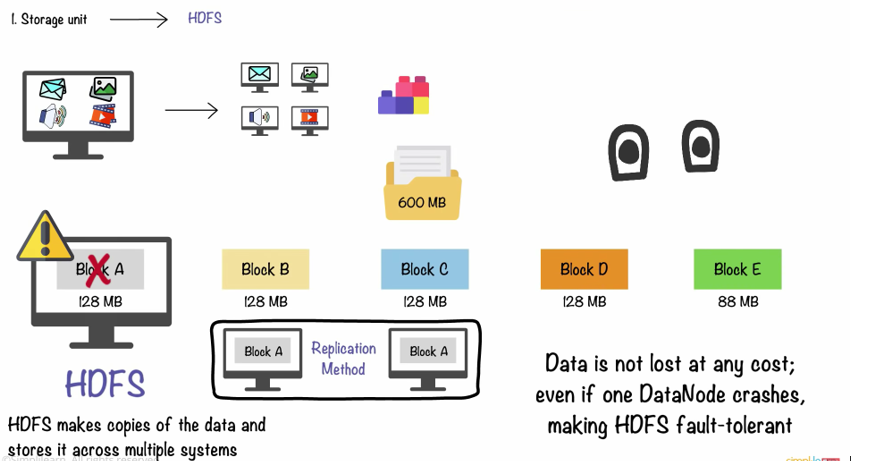 1. Storage unit
HDFS
600 MB
Block A
128 MB
Block B
128 MB
Block C
128 MB
Block D
128 MB
Block E
88 MB
Block A
Replication
Method
Block A
HDFS
HDFS makes copies of the data and
stores it across multiple systems
Data is not lost at any cost;
even if one DataNode crashes,
making HDFS fault-tolerant